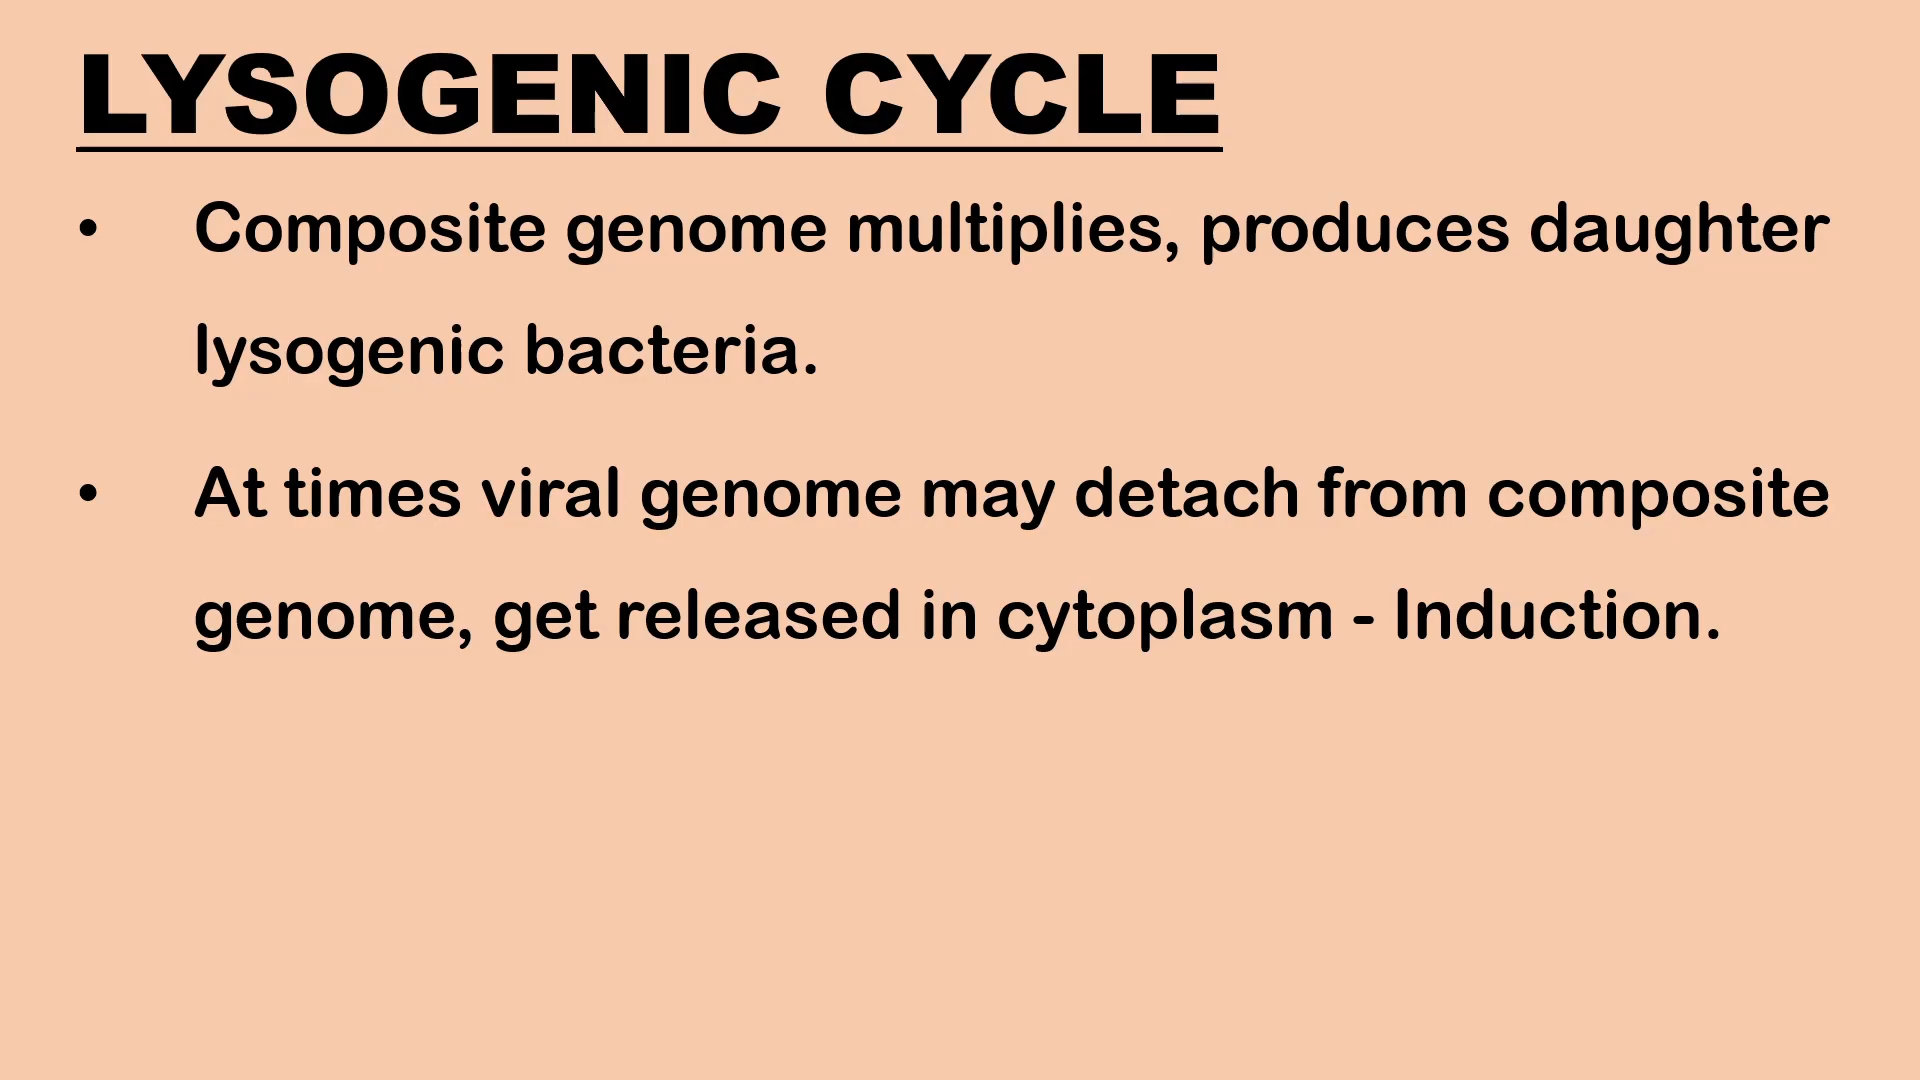 LYSOGENIC CYCLE
• Composite genome multiplies, produces daughter
lysogenic bacteria.
• At times viral genome may detach from composite
genome, get released in cytoplasm - Induction.